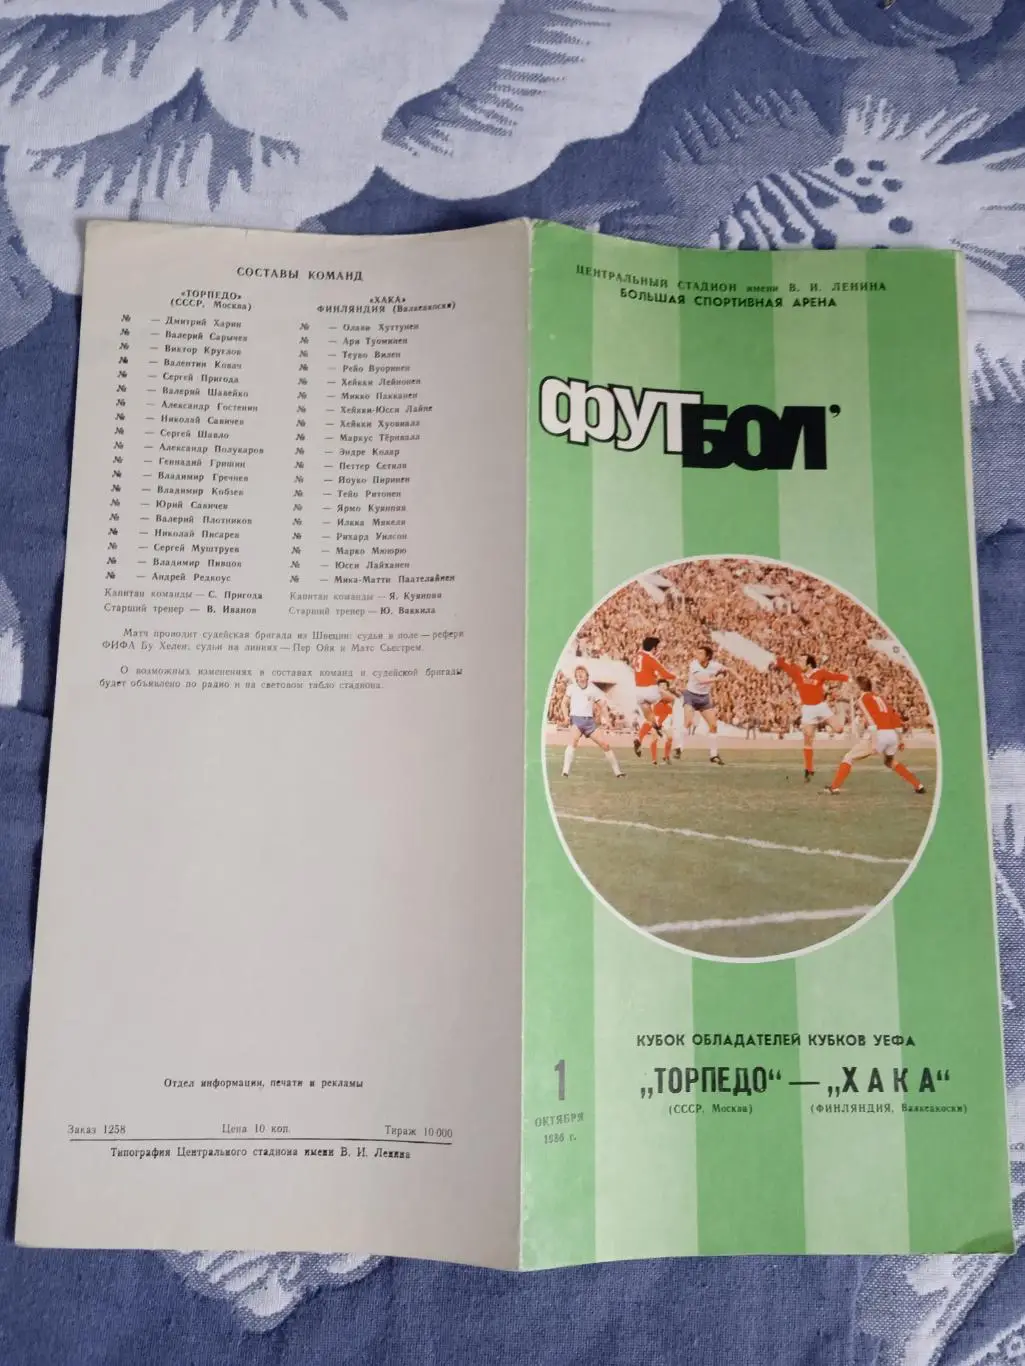 СОСТАВЫ КОМАНД
«ТОРПЕДО»
(СССР, Москва)
№ — Дмитрий Харин
№ — Валерий Сарычев
№ — Виктор Круглов
№ — Валентин Ковач
№ — Сергей Пригода
№ — Валерий Шавейко
№ — Александр Гостенин
№ — Николай Савичев
№ — Сергей Шавло
№ — Александр Полукаров
№ — Геннадий Гришин
№ — Владимир Гречнев
№ — Владимир Кобзев
№ — Юрий Савичев
№ — Валерий Плотников
№ — Николай Писарев
№ — Сергей Муштруев
№ — Владимир Пивцов
№ — Андрей Редкоус
Капитан команды — С. Пригода
Старший тренер — В. Иванов
«ХАКА»
ФИНЛЯНДИЯ (Валкеакоски)
№ — Олави Хуттунен
№ — Ари Туоминен
№ — Теуво Вилен
№ — Рейо Вуоринен
№ — Хейкки Лейнонен
№ — Микко Пакканен
№ — Хейкки-Юсси Лайне
№ — Хейкки Хуовиала
№ — Маркус Тёрнвалл
№ — Эндре Колар
№ — Петтер Сетяля
№ — Йоуко Пиринен
№ — Тейо Ритонен
№ — Ярмо Куянпяя
№ — Илкка Мякеля
№ — Рихард Уилсон
№ — Марко Мююрю
№ — Юсси Лайханен
№ — Мика-Матти Паателайнен
Капитан команды — Я. Куянпяя
Старший тренер — Ю. Ваккила
Матч проводит судейская бригада из Швеции: судья в поле — рефери
ФИФА Бу Хелен, судьи на линиях — Пер Ойя и Матс Сьестрем.
О возможных изменениях в составах команд и судейской бригады
будет объявлено по радио и на световом табло стадиона.
Отдел информации, печати и рекламы
Заказ 1258 Цена 10 коп. Тираж 10 000
Типография Центрального стадиона имени В. И. Ленина
ЦЕНТРАЛЬНЫЙ СТАДИОН имени В. И. ЛЕНИНА
БОЛЬШАЯ СПОРТИВНАЯ АРЕНА
ФУТБОЛ’
КУБОК ОБЛАДАТЕЛЕЙ КУБКОВ УЕФА
1
ОКТЯБРЯ
1986 г.
„ТОРПЕДО“ — „ХАКА“
(СССР, Москва) (ФИНЛЯНДИЯ, Валкеакоски)